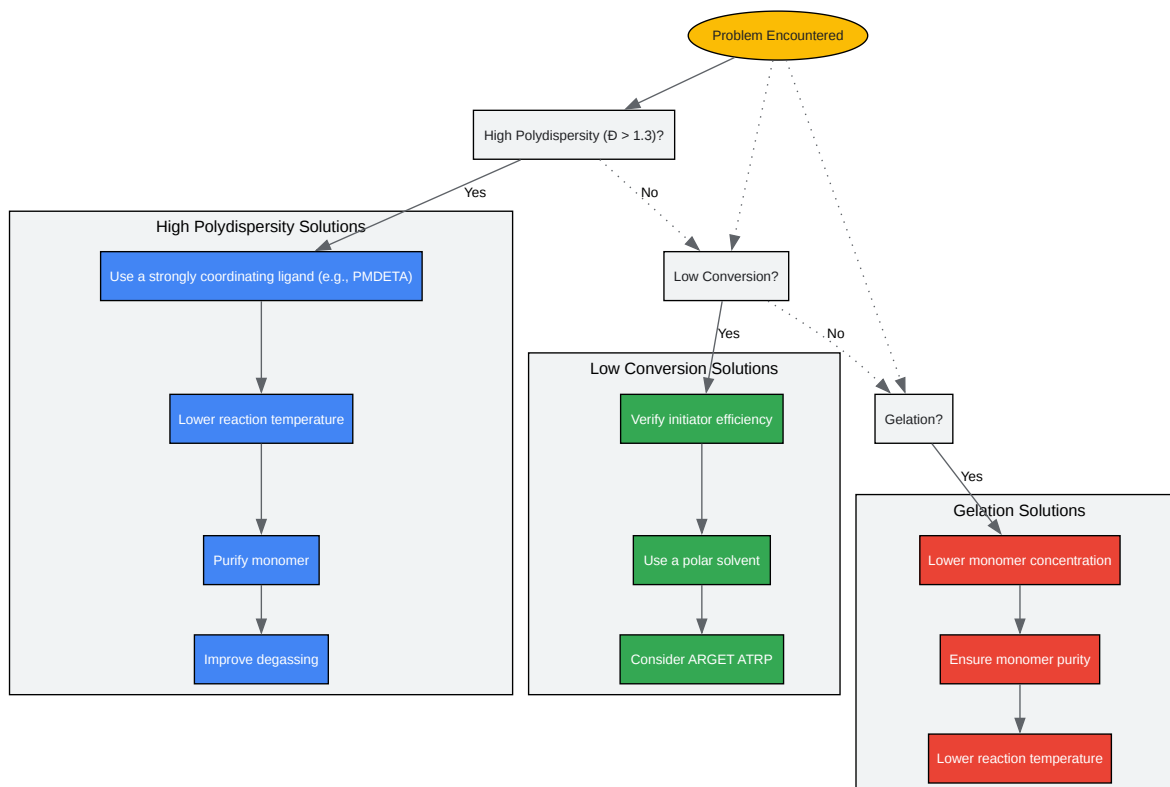 Problem Encountered
High Polydispersity (Đ > 1.3)?
Yes
No
High Polydispersity Solutions
Use a strongly coordinating ligand (e.g., PMDETA)
Lower reaction temperature
Purify monomer
Improve degassing
Low Conversion?
Yes
No
Low Conversion Solutions
Verify initiator efficiency
Use a polar solvent
Consider ARGET ATRP
Gelation?
Yes
Gelation Solutions
Lower monomer concentration
Ensure monomer purity
Lower reaction temperature